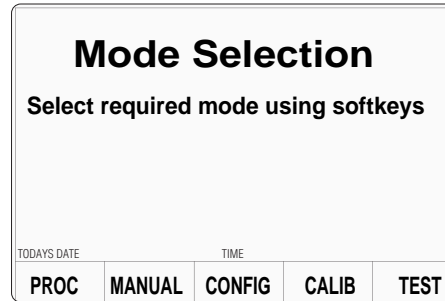 Mode Selection
Select required mode using softkeys
TODAYS DATE TIME
PROC MANUAL CONFIG CALIB TEST